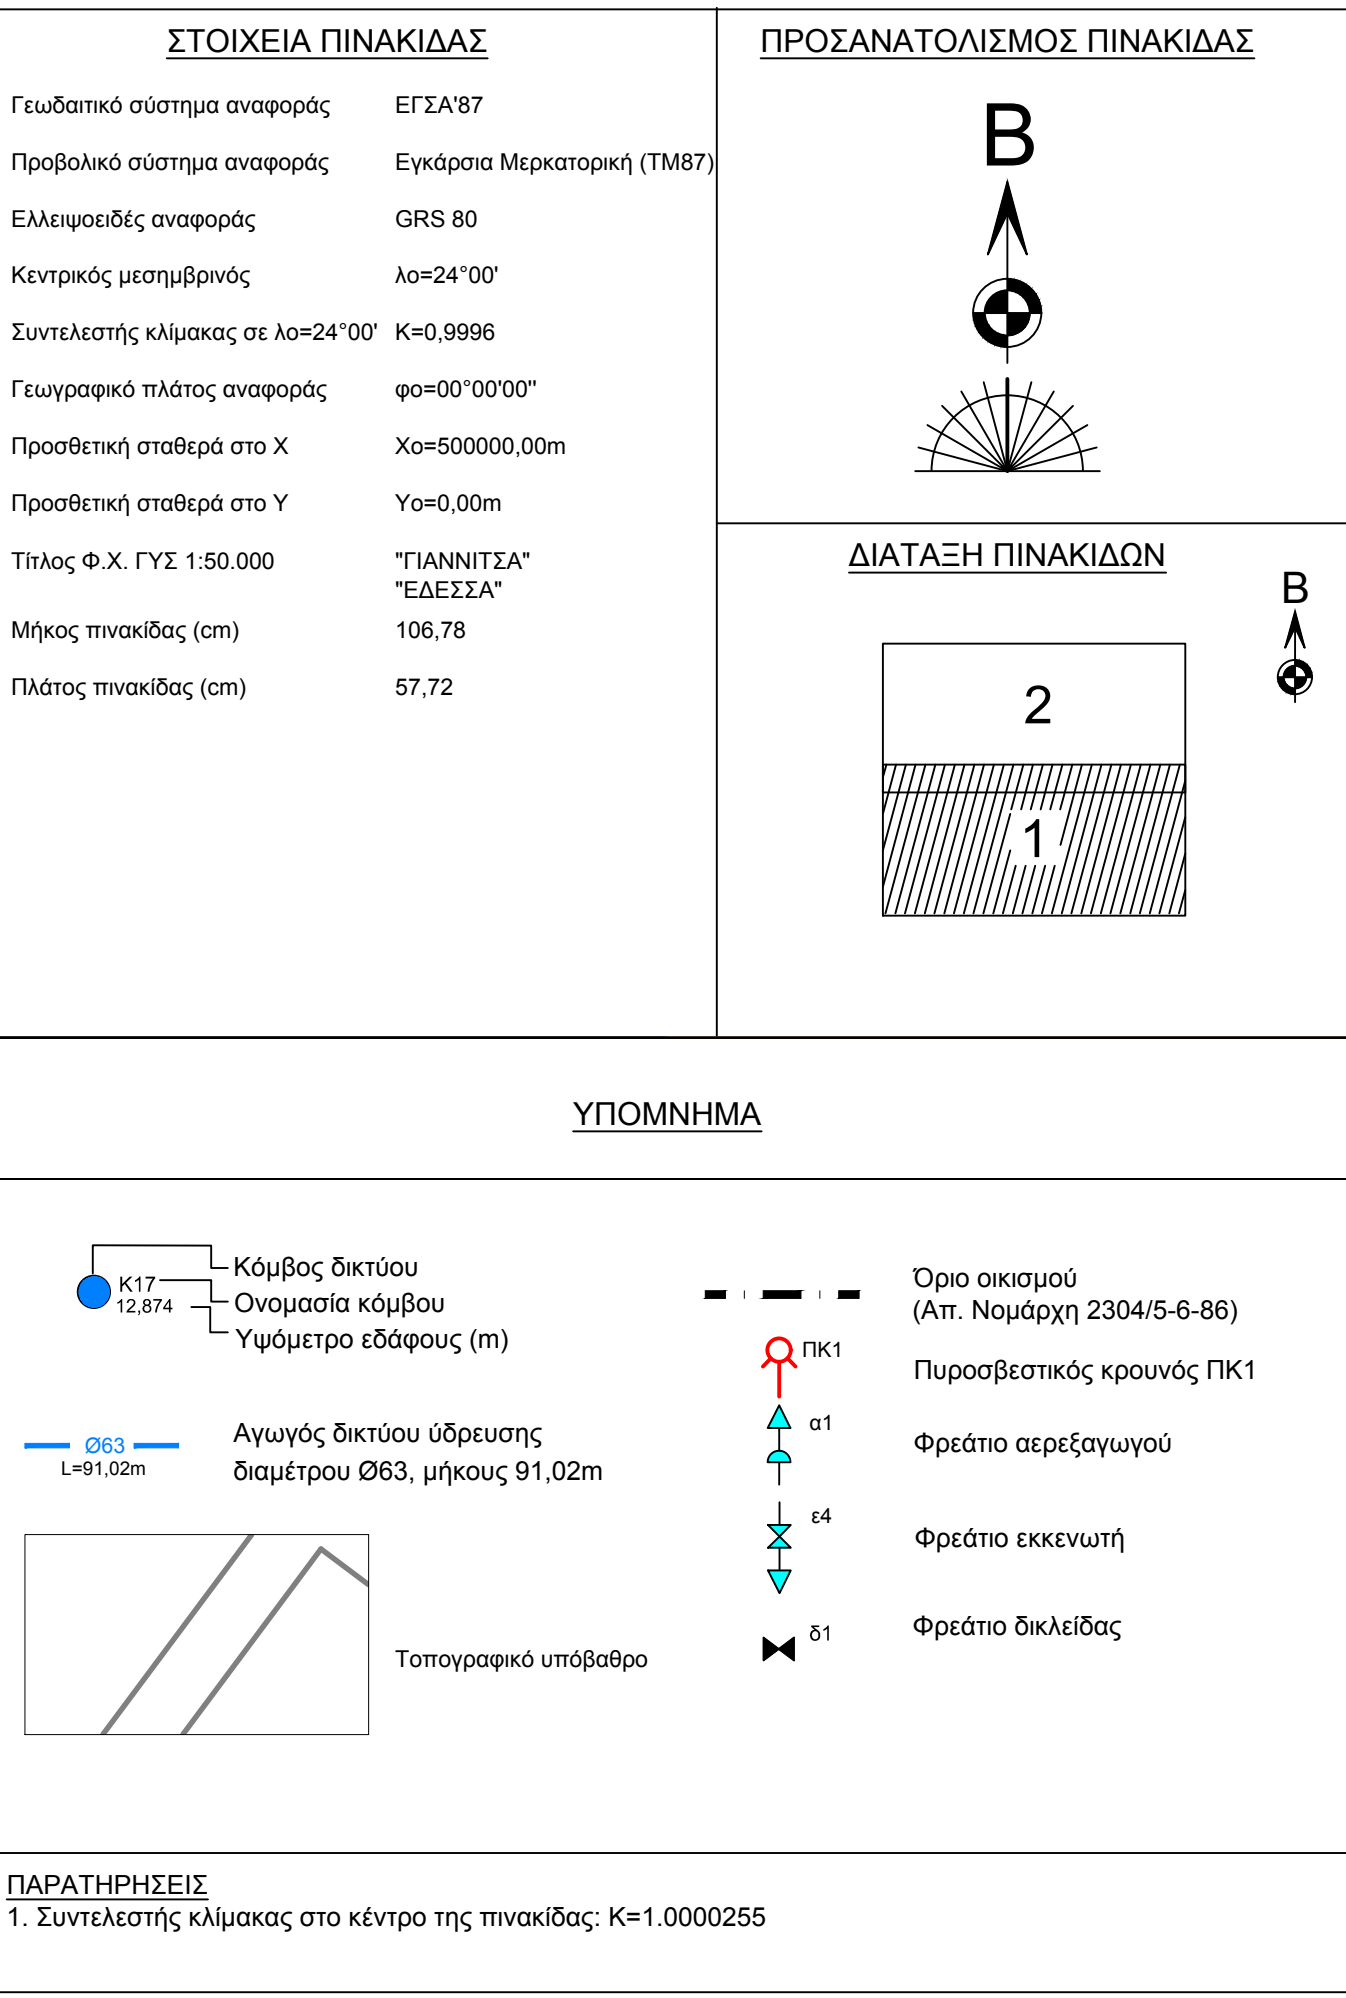 ΣΤΟΙΧΕΙΑ ΠΙΝΑΚΙΔΑΣ
Γεωδαιτικό σύστημα αναφοράς ΕΓΣΑ'87
Προβολικό σύστημα αναφοράς Εγκάρσια Μερκατορική (TM87)
Ελλειψοειδές αναφοράς GRS 80
Κεντρικός μεσημβρινός λο=24°00'
Συντελεστής κλίμακας σε λο=24°00' Κ=0,9996
Γεωγραφικό πλάτος αναφοράς φο=00°00'00''
Προσθετική σταθερά στο Χ Χο=500000,00m
Προσθετική σταθερά στο Υ Υο=0,00m
Τίτλος Φ.Χ. ΓΥΣ 1:50.000 "ΓΙΑΝΝΙΤΣΑ"
"ΕΔΕΣΣΑ"
Μήκος πινακίδας (cm) 106,78
Πλάτος πινακίδας (cm) 57,72
ΠΡΟΣΑΝΑΤΟΛΙΣΜΟΣ ΠΙΝΑΚΙΔΑΣ
Β
ΔΙΑΤΑΞΗ ΠΙΝΑΚΙΔΩΝ
Β
2
1
ΥΠΟΜΝΗΜΑ
Κόμβος δικτύου
Κ17
Ονομασία κόμβου
12,874
Υψόμετρο εδάφους (m)
Ø63
L=91,02m
Αγωγός δικτύου ύδρευσης
διαμέτρου Ø63, μήκους 91,02m
Τοπογραφικό υπόβαθρο
Όριο οικισμού
(Απ. Νομάρχη 2304/5-6-86)
ΠΚ1
Πυροσβεστικός κρουνός ΠΚ1
α1
Φρεάτιο αερεξαγωγού
ε4
Φρεάτιο εκκενωτή
δ1
Φρεάτιο δικλείδας
ΠΑΡΑΤΗΡΗΣΕΙΣ
1. Συντελεστής κλίμακας στο κέντρο της πινακίδας: Κ=1.0000255